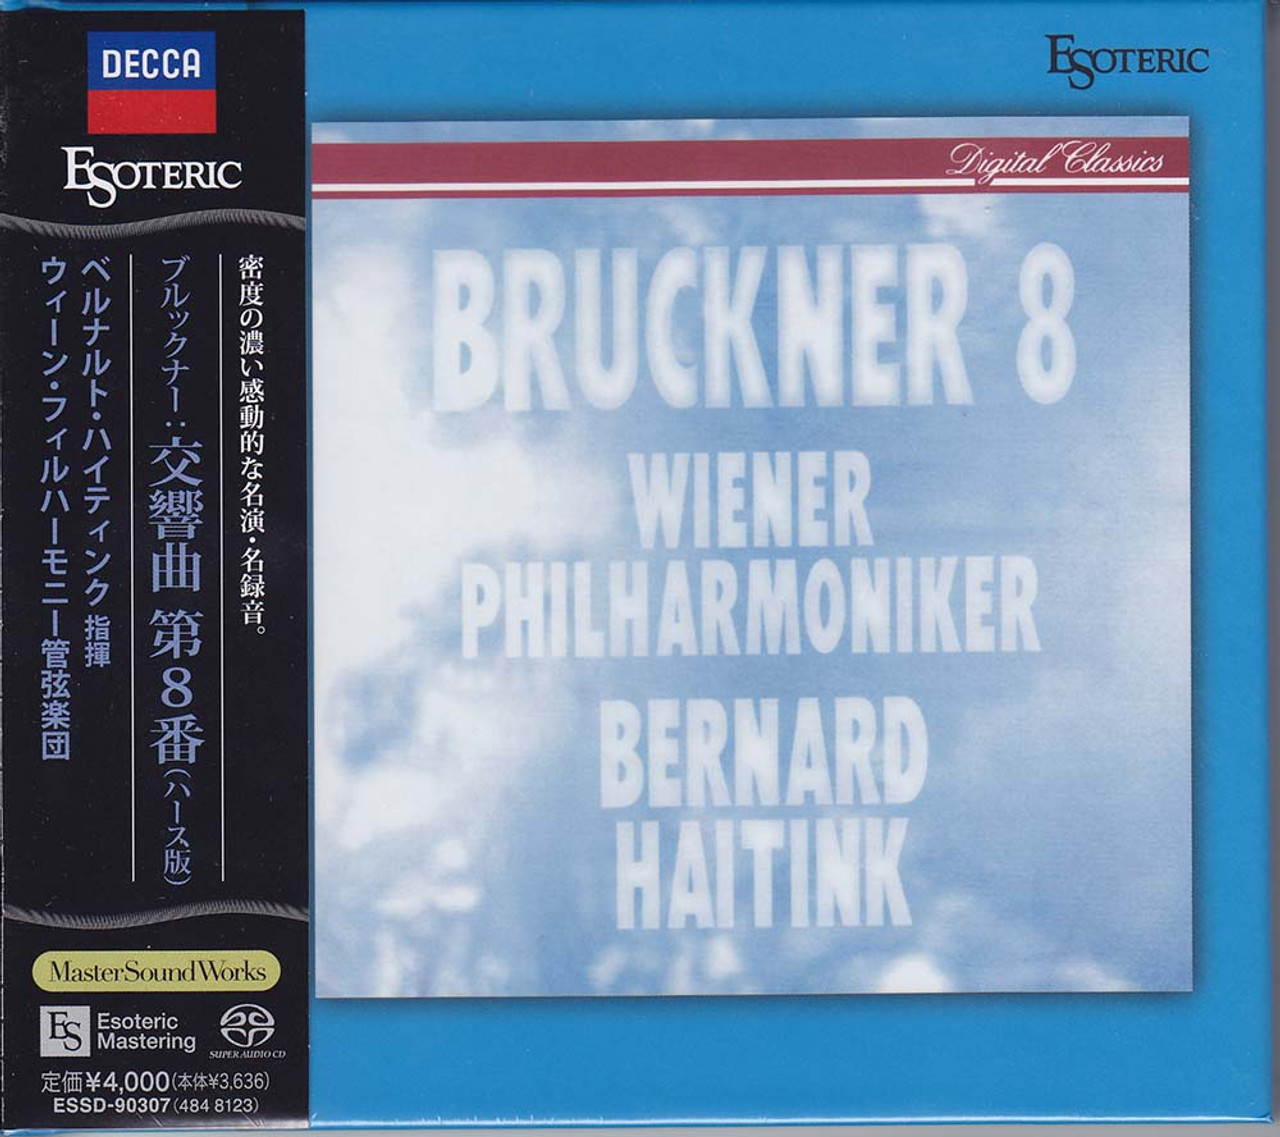 DECCA
ESOTERIC
密度の濃い感動的な名演・名録音。
ブルックナー：交響曲 第8番（ハース版）
ベルナルト・ハイティンク 指揮
ウィーン・フィルハーモニー管弦楽団
MasterSoundWorks
ES
Esoteric
Mastering
SUPER AUDIO CD
定価¥4,000(本体¥3,636)
ESSD-90307(484 8123)
ESOTERIC
Digital Classics
BRUCKNER 8
WIENER
PHILHARMONIKER
BERNARD
HAITINK